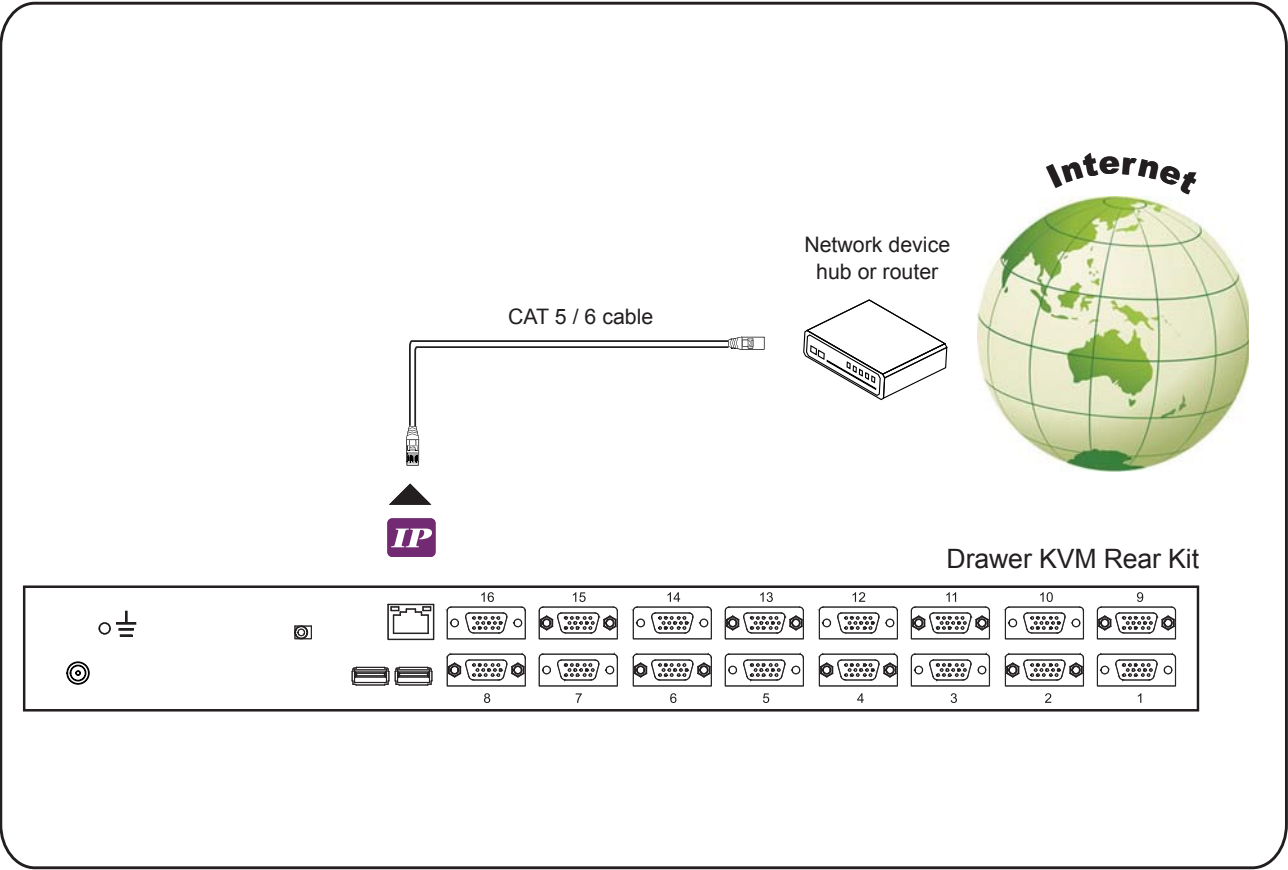 Internet
Network device
hub or router
CAT 5 / 6 cable
IP
Drawer KVM Rear Kit
16 15 14 13 12 11 10 9
8 7 6 5 4 3 2 1